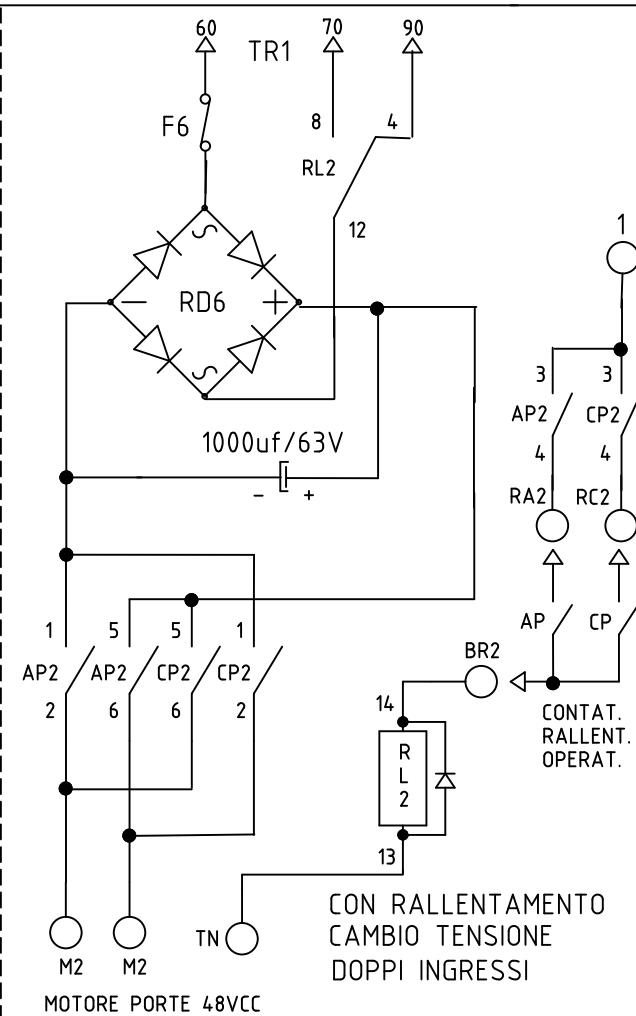 60
TR1
70
90
F6
8
4
RL2
12
1
RD6
3 3
AP2 CP2
4 4
1000uf/63V
- +
RA2 RC2
1 5 5 1
AP2 AP2 CP2 CP2
2 6 6 2
AP CP
BR2
14
CONTAT.
RALLENT.
OPERAT.
R
L
2
13
TN
M2 M2
CON RALLENTAMENTO
CAMBIO TENSIONE
DOPPI INGRESSI
MOTORE PORTE 48VCC